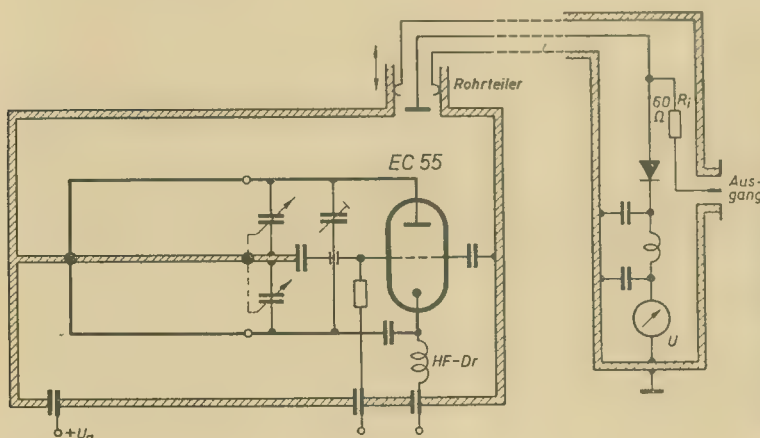 Rohrteiler
EC 55
60
Ω
Ri
Aus-
gang
U
HF-Dr
+Ua